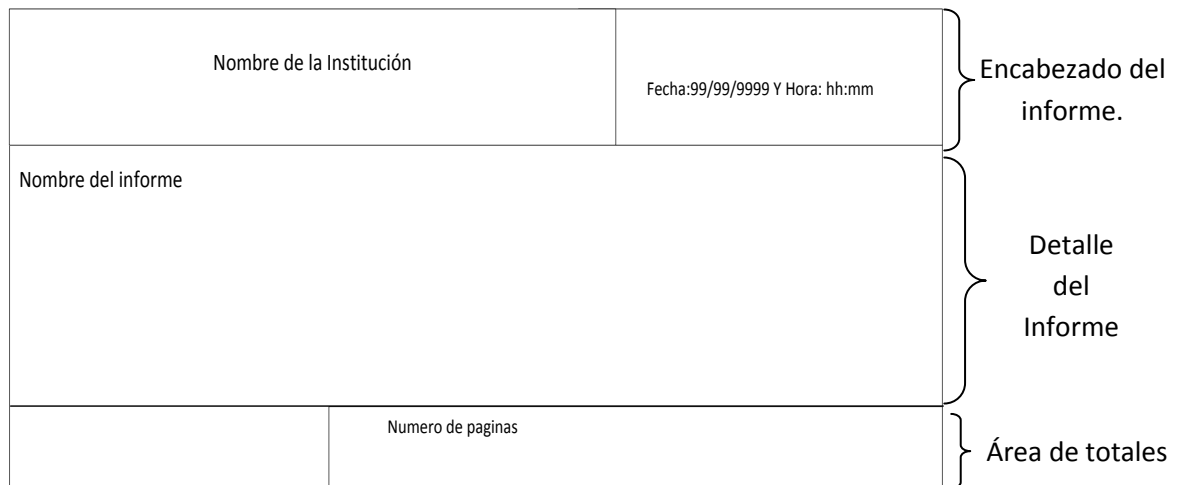 Nombre de la Institución
Fecha:99/99/9999 Y Hora: hh:mm
Encabezado del
informe.
Nombre del informe
Detalle
del
Informe
Numero de paginas
Área de totales